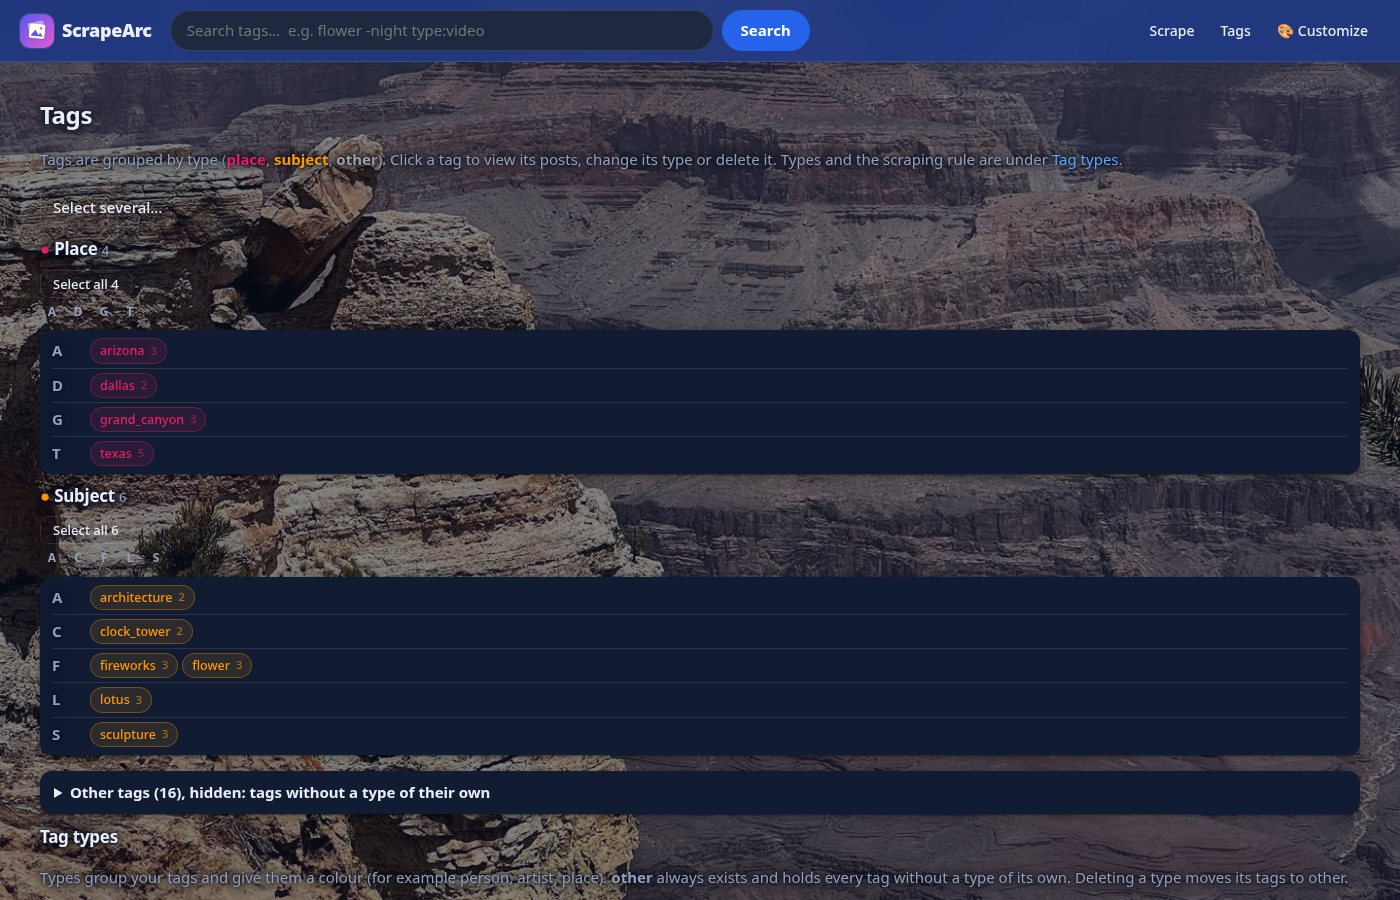 ScrapeArc
Search tags... e.g. flower -night type:video
Search
Scrape
Tags
🎨 Customize
Tags
Tags are grouped by type (place, subject, other). Click a tag to view its posts, change its type or delete it. Types and the scraping rule are under Tag types.
Select several...
Place 4
Select all 4
A D G T
A arizona 3
D dallas 2
G grand_canyon 3
T texas 5
Subject 6
Select all 6
A C F L S
A architecture 2
C clock_tower 2
F fireworks 3 flower 3
L lotus 3
S sculpture 3
Other tags (16), hidden: tags without a type of their own
Tag types
Types group your tags and give them a colour (for example person, artist, place). other always exists and holds every tag without a type of its own. Deleting a type moves its tags to other.